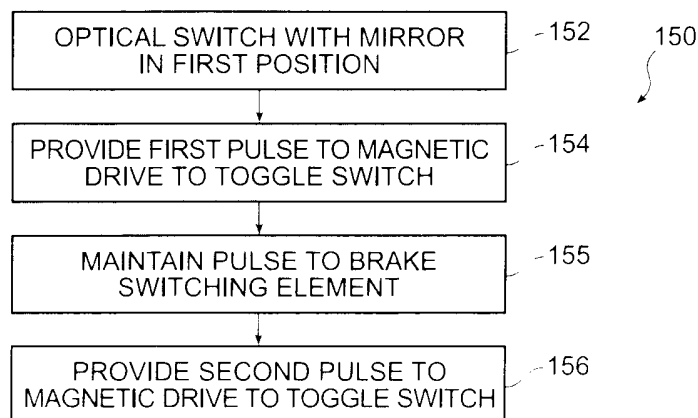 OPTICAL SWITCH WITH MIRROR
IN FIRST POSITION
152
150
PROVIDE FIRST PULSE TO MAGNETIC
DRIVE TO TOGGLE SWITCH
154
MAINTAIN PULSE TO BRAKE
SWITCHING ELEMENT
155
PROVIDE SECOND PULSE TO
MAGNETIC DRIVE TO TOGGLE SWITCH
156